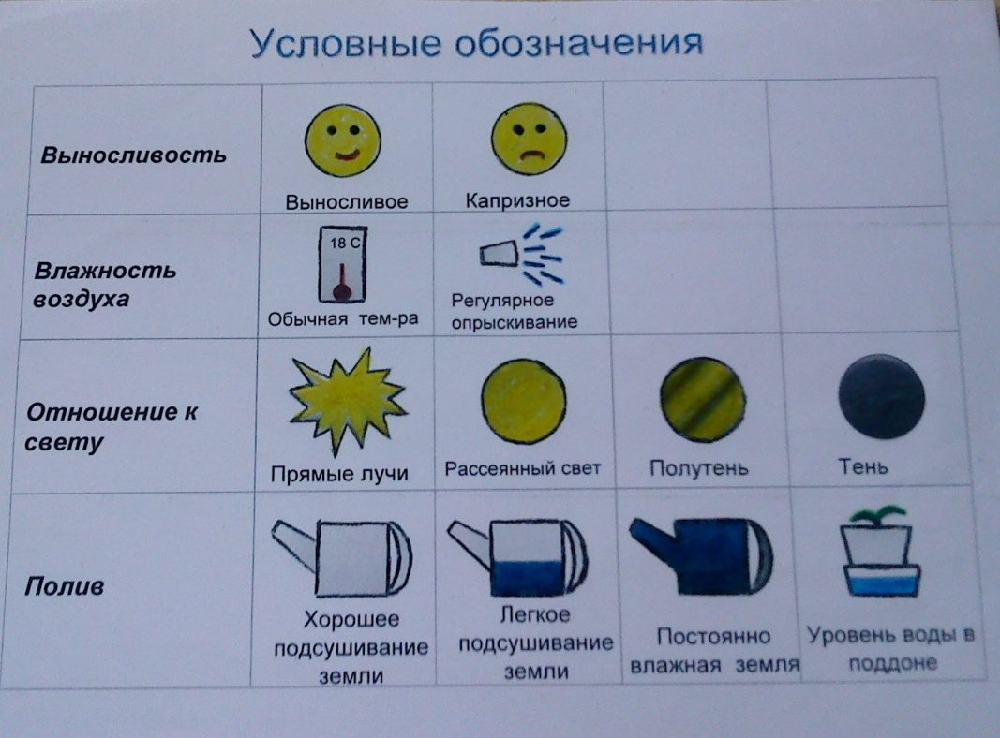 Условные обозначения
Выносливость
Выносливое
Капризное
Влажность
воздуха
18 С
Обычная тем-ра
Регулярное
опрыскивание
Отношение к
свету
Прямые лучи
Рассеянный свет
Полутень
Тень
Полив
Хорошее
подсушивание
земли
Легкое
подсушивание
земли
Постоянно
влажная земля
Уровень воды в
поддоне